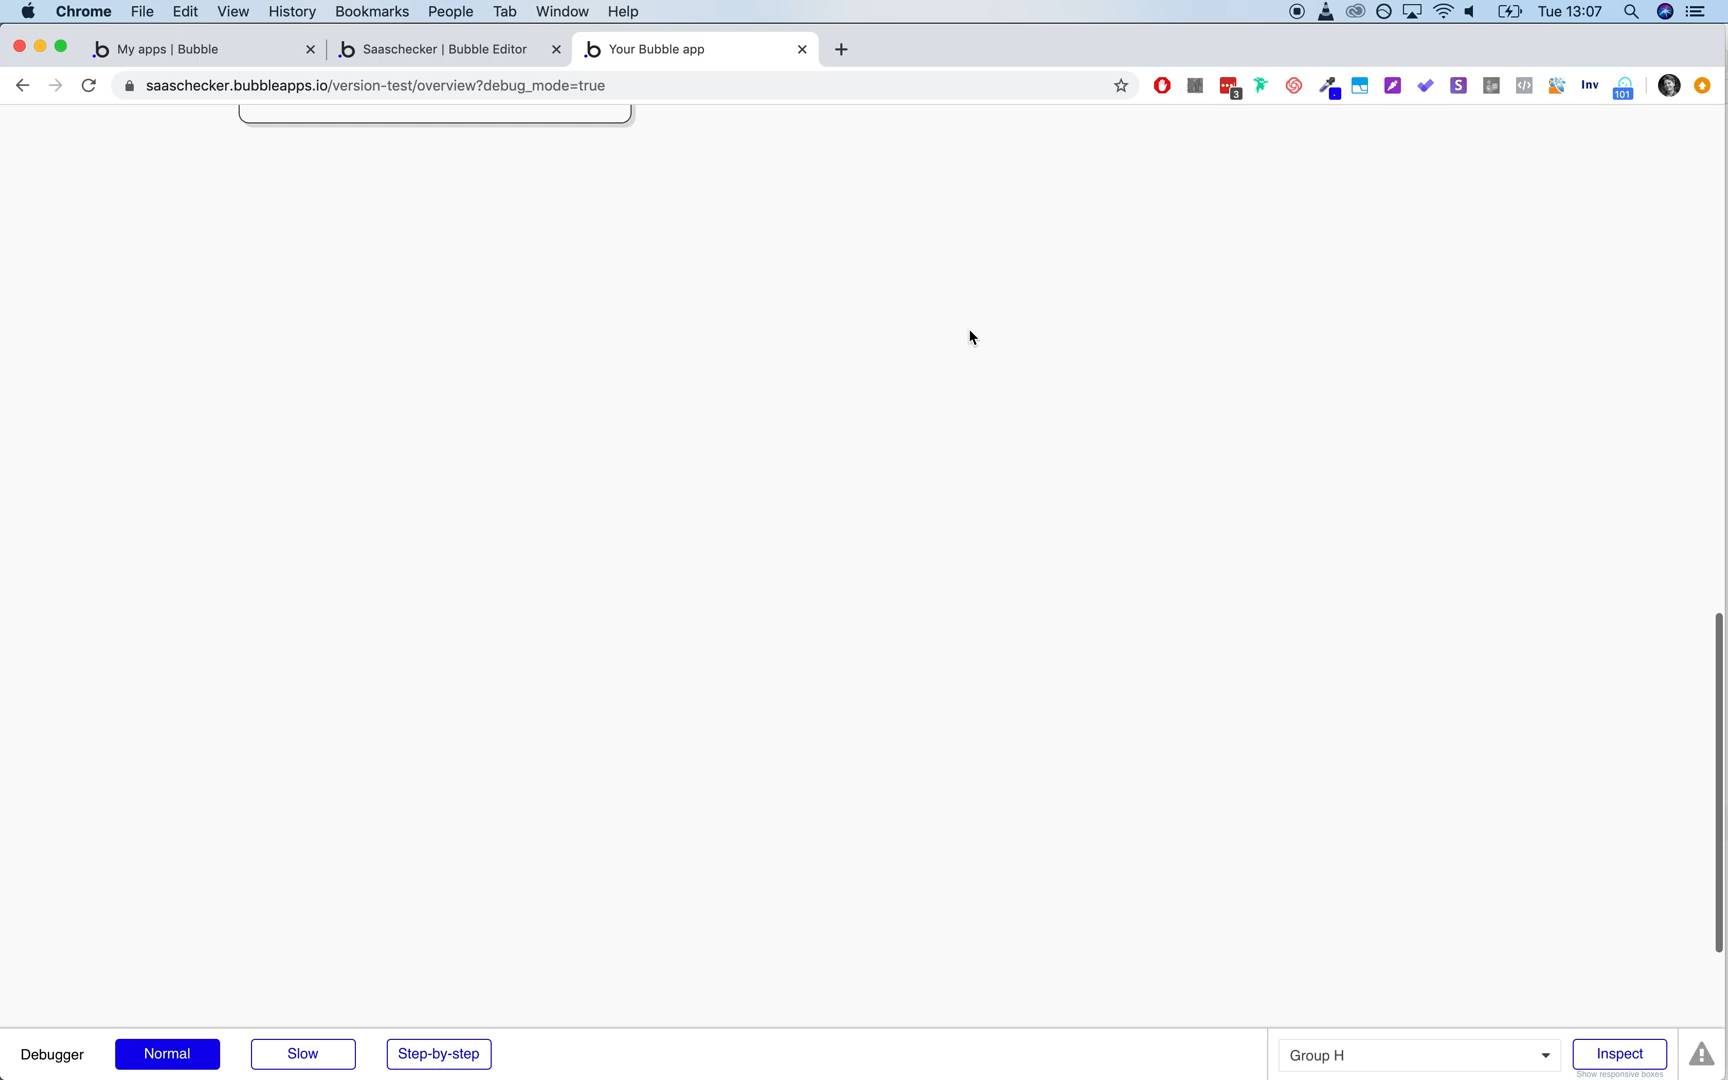 Chrome File Edit View History Bookmarks People Tab Window Help Tue 13:07
My apps | Bubble Saaschecker | Bubble Editor Your Bubble app
saaschecker.bubbleapps.io/version-test/overview?debug_mode=true 3 S Inv 101
Debugger Normal Slow Step-by-step Group H Inspect
Show responsive boxes